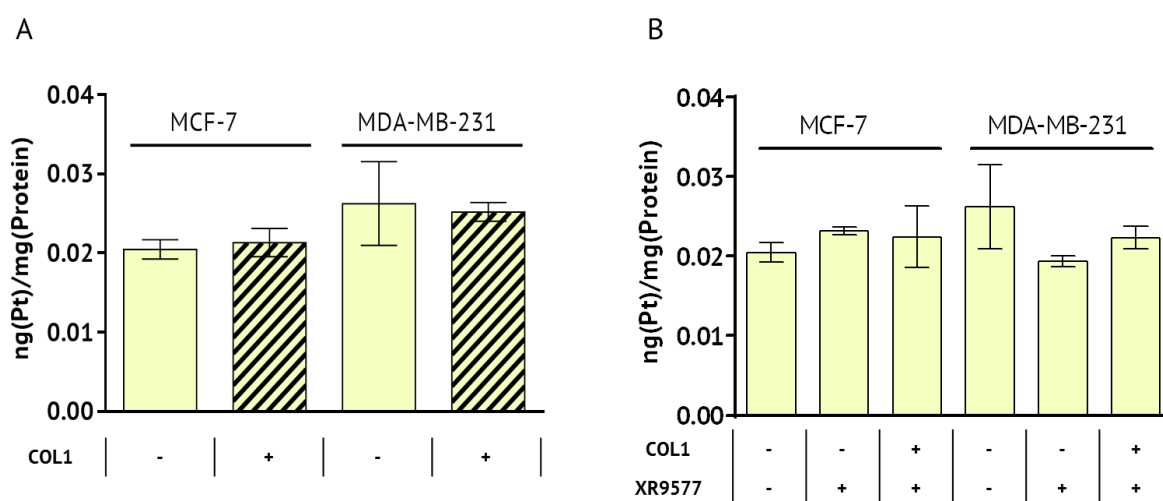 A
ng(Pt)/mg(Protein)
0.04
0.03
0.02
0.01
0.00
MCF-7
MDA-MB-231
COL1 - + - +
B
ng(Pt)/mg(Protein)
0.04
0.03
0.02
0.01
0.00
MCF-7
MDA-MB-231
COL1 - - + - - +
XR9577 - + + - + +